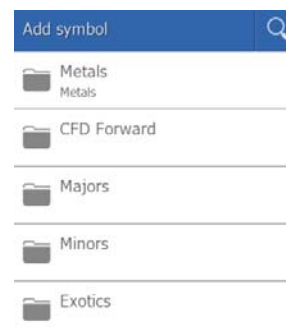 Add symbol
Metals
Metals
CFD Forward
Majors
Minors
Exotics